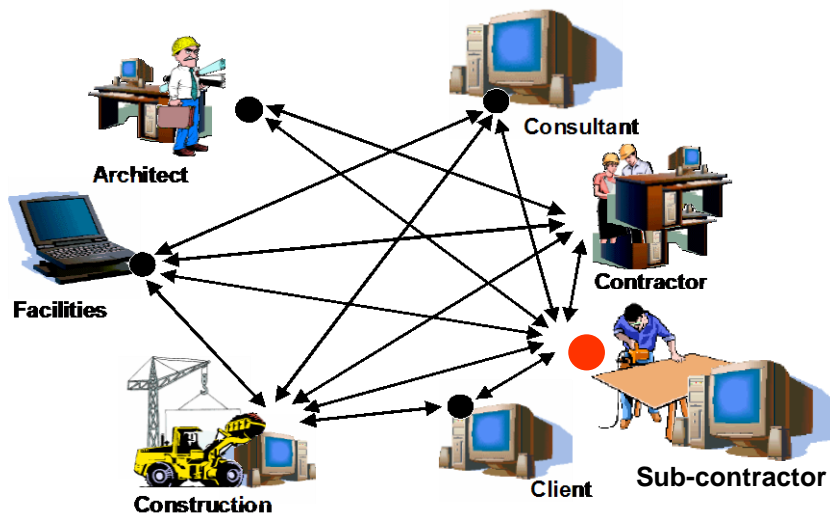 Consultant
Architect
Contractor
Facilities
Sub-contractor
Client
Construction